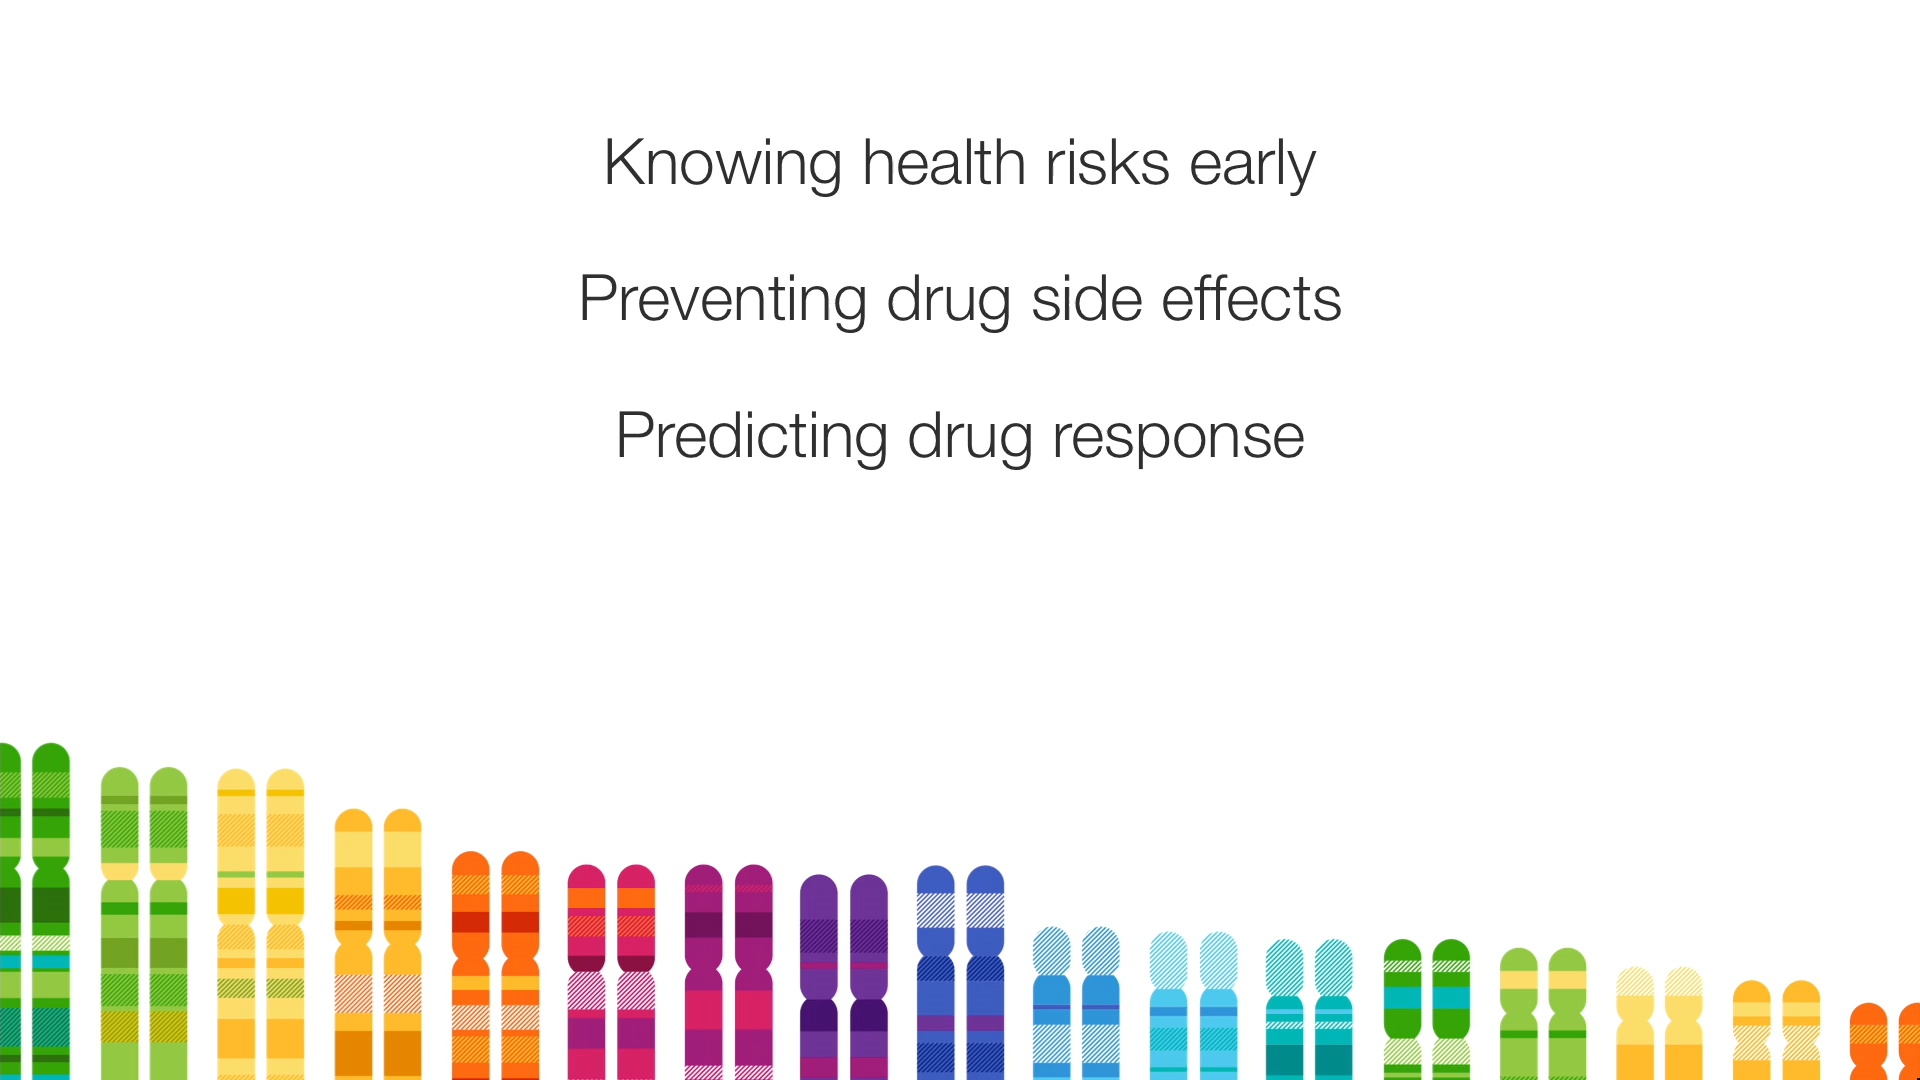 Knowing health risks early
Preventing drug side effects
Predicting drug response